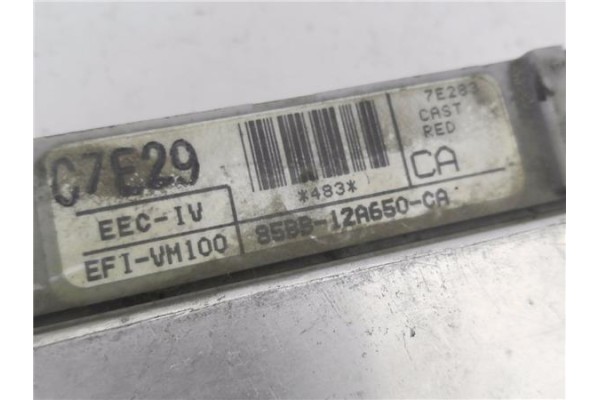 C7E29
*483*
7E283
CAST
RED
CA
EEC-IV
EFI-VM100
85BB-12A650-CA